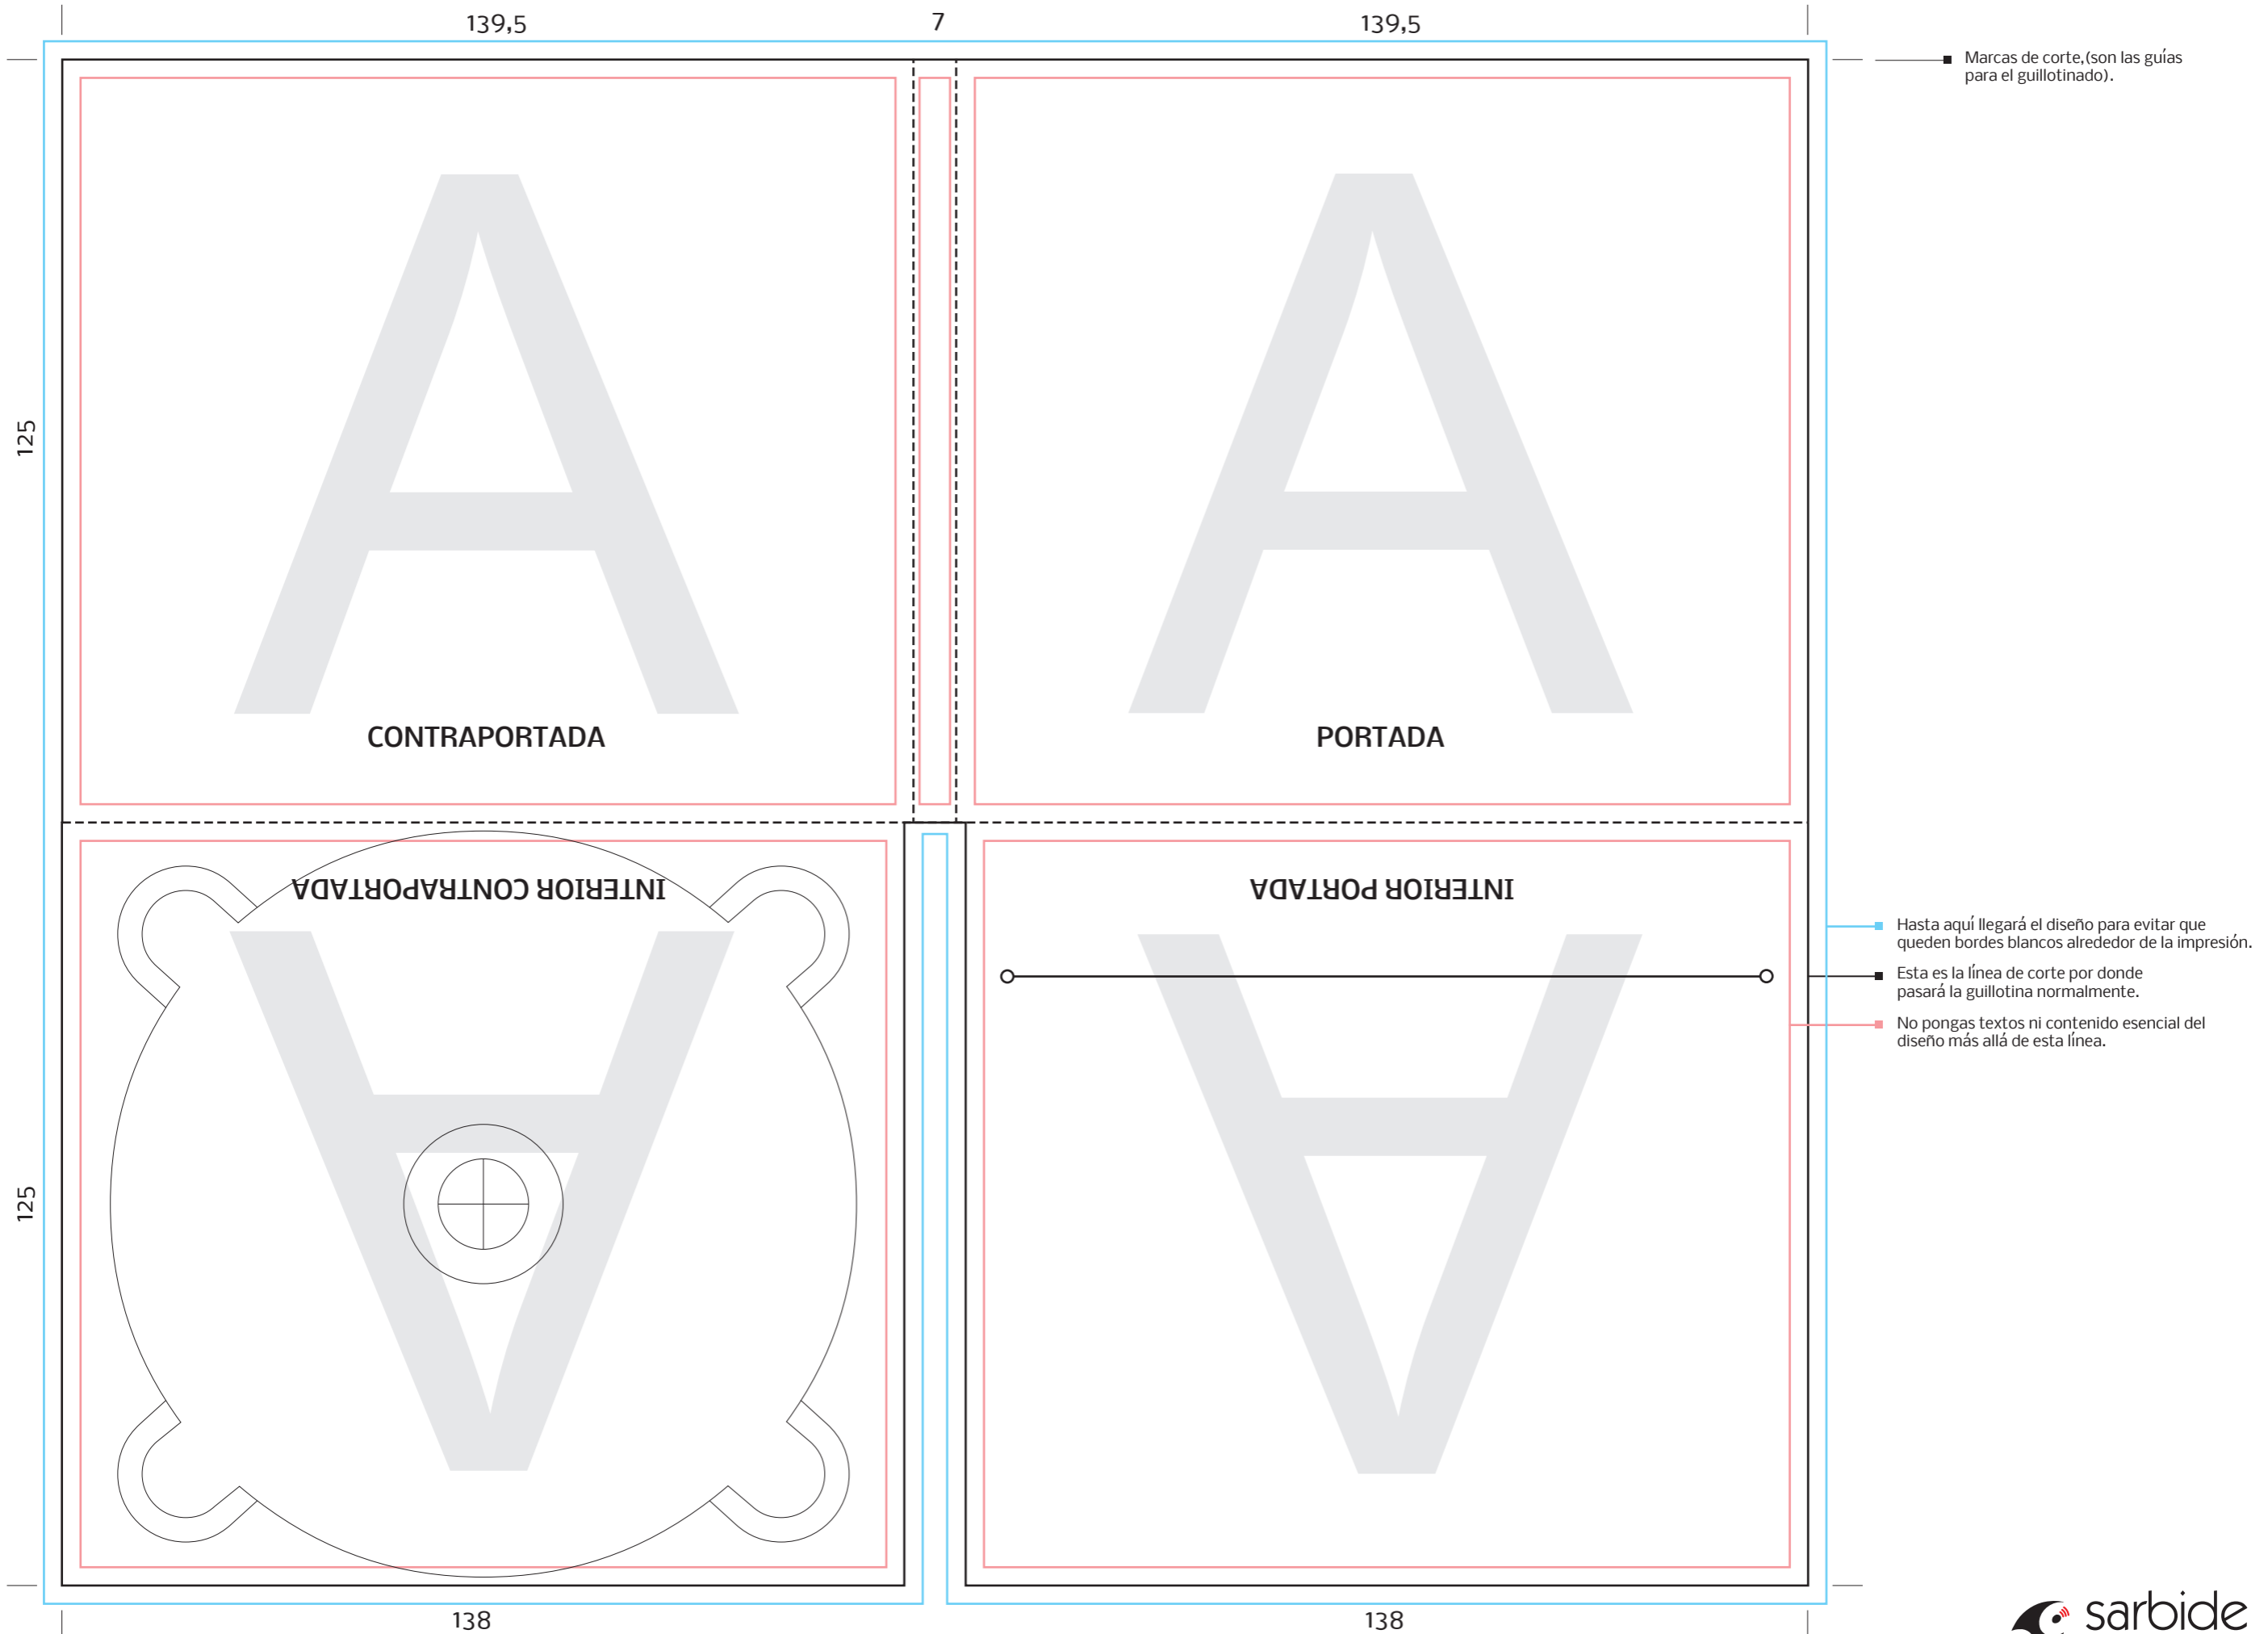 139,5
7
139,5
Marcas de corte,(son las guías
para el guillotinado).
125
A
A
CONTRAPORTADA
PORTADA
INTERIOR CONTRAPORTADA
INTERIOR PORTADA
A
A
Hasta aquí llegará el diseño para evitar que
queden bordes blancos alrededor de la impresión.
Esta es la línea de corte por donde
pasará la guillotina normalmente.
No pongas textos ni contenido esencial del
diseño más allá de esta línea.
125
138
138
sarbide